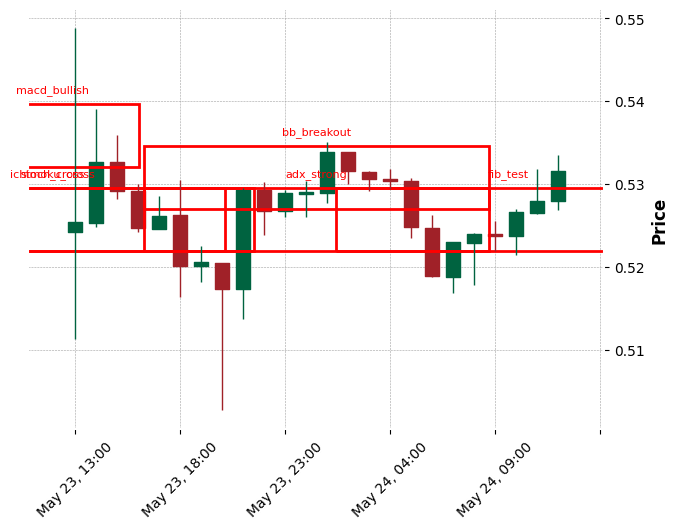 0.55
macd_bullish
0.54
bb_breakout
adx_strong
fib_test
0.53
Price
0.52
0.51
May 23, 13:00
May 23, 18:00
May 23, 23:00
May 24, 04:00
May 24, 09:00